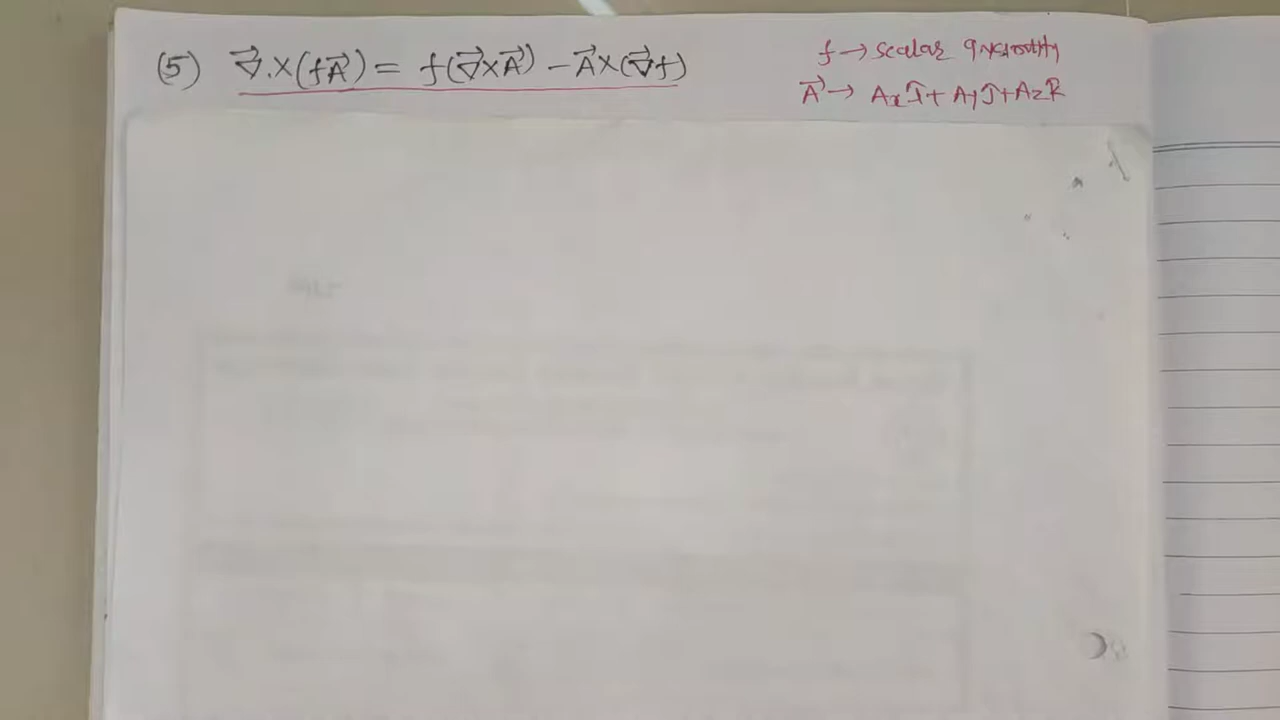 (5) ∇⃗.×(fA⃗) = f(∇⃗×A⃗) − A⃗×(∇⃗f)
f → scalar quantity
A⃗ → Axî + Ayĵ + Azk̂